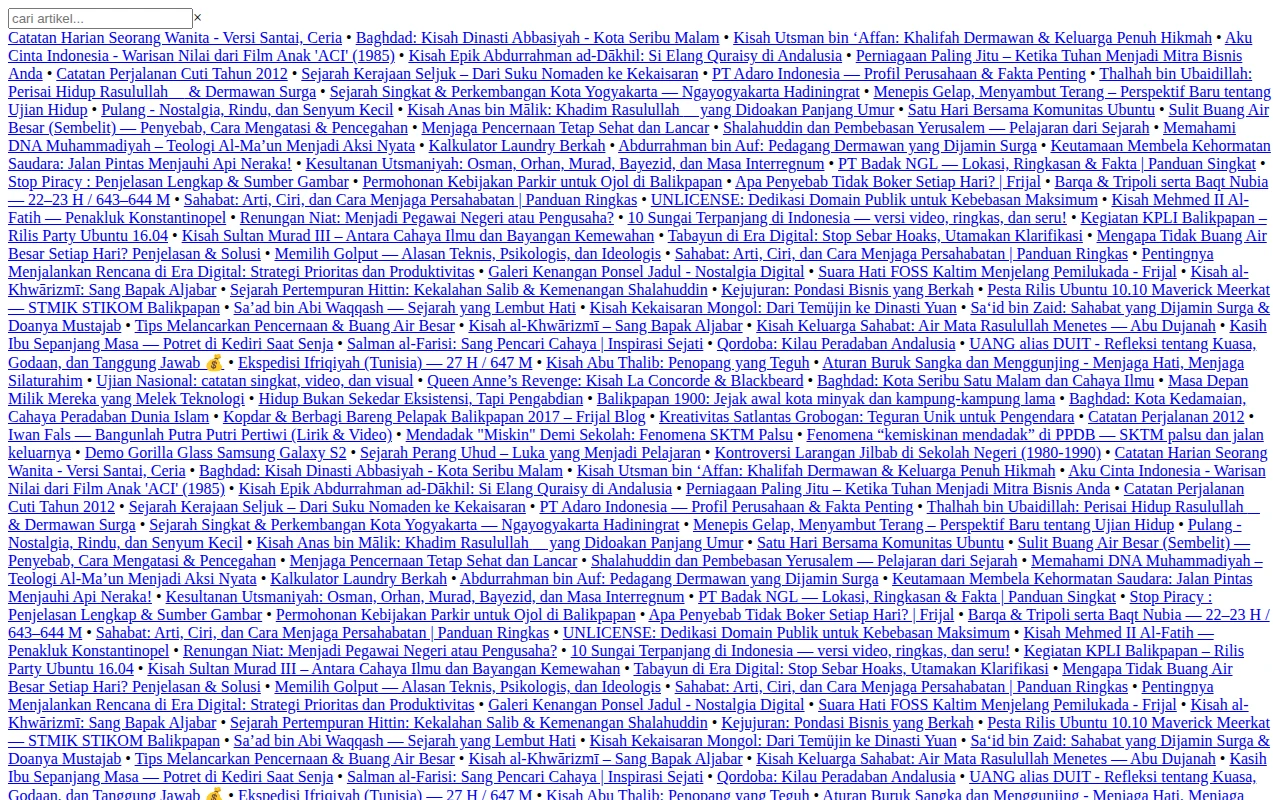 cari artikel... ×
Catatan Harian Seorang Wanita - Versi Santai, Ceria • Baghdad: Kisah Dinasti Abbasiyah - Kota Seribu Malam • Kisah Utsman bin ‘Affan: Khalifah Dermawan & Keluarga Penuh Hikmah • Aku
Cinta Indonesia - Warisan Nilai dari Film Anak 'ACI' (1985) • Kisah Epik Abdurrahman ad-Dākhil: Si Elang Quraisy di Andalusia • Perniagaan Paling Jitu – Ketika Tuhan Menjadi Mitra Bisnis
Anda • Catatan Perjalanan Cuti Tahun 2012 • Sejarah Kerajaan Seljuk – Dari Suku Nomaden ke Kekaisaran • PT Adaro Indonesia — Profil Perusahaan & Fakta Penting • Thalhah bin Ubaidillah:
Perisai Hidup Rasulullah & Dermawan Surga • Sejarah Singkat & Perkembangan Kota Yogyakarta — Ngayogyakarta Hadiningrat • Menepis Gelap, Menyambut Terang – Perspektif Baru tentang
Ujian Hidup • Pulang - Nostalgia, Rindu, dan Senyum Kecil • Kisah Anas bin Mālik: Khadim Rasulullah yang Didoakan Panjang Umur • Satu Hari Bersama Komunitas Ubuntu • Sulit Buang Air
Besar (Sembelit) — Penyebab, Cara Mengatasi & Pencegahan • Menjaga Pencernaan Tetap Sehat dan Lancar • Shalahuddin dan Pembebasan Yerusalem — Pelajaran dari Sejarah • Memahami
DNA Muhammadiyah – Teologi Al-Ma’un Menjadi Aksi Nyata • Kalkulator Laundry Berkah • Abdurrahman bin Auf: Pedagang Dermawan yang Dijamin Surga • Keutamaan Membela Kehormatan
Saudara: Jalan Pintas Menjauhi Api Neraka! • Kesultanan Utsmaniyah: Osman, Orhan, Murad, Bayezid, dan Masa Interregnum • PT Badak NGL — Lokasi, Ringkasan & Fakta | Panduan Singkat •
Stop Piracy : Penjelasan Lengkap & Sumber Gambar • Permohonan Kebijakan Parkir untuk Ojol di Balikpapan • Apa Penyebab Tidak Boker Setiap Hari? | Frijal • Barqa & Tripoli serta Baqt Nubia
— 22–23 H / 643–644 M • Sahabat: Arti, Ciri, dan Cara Menjaga Persahabatan | Panduan Ringkas • UNLICENSE: Dedikasi Domain Publik untuk Kebebasan Maksimum • Kisah Mehmed II Al-
Fatih — Penakluk Konstantinopel • Renungan Niat: Menjadi Pegawai Negeri atau Pengusaha? • 10 Sungai Terpanjang di Indonesia — versi video, ringkas, dan seru! • Kegiatan KPLI Balikpapan –
Rilis Party Ubuntu 16.04 • Kisah Sultan Murad III – Antara Cahaya Ilmu dan Bayangan Kemewahan • Tabayun di Era Digital: Stop Sebar Hoaks, Utamakan Klarifikasi • Mengapa Tidak Buang Air
Besar Setiap Hari? Penjelasan & Solusi • Memilih Golput — Alasan Teknis, Psikologis, dan Ideologis • Sahabat: Arti, Ciri, dan Cara Menjaga Persahabatan | Panduan Ringkas • Pentingnya
Menjalankan Rencana di Era Digital: Strategi Prioritas dan Produktivitas • Galeri Kenangan Ponsel Jadul - Nostalgia Digital • Suara Hati FOSS Kaltim Menjelang Pemilukada - Frijal • Kisah al-
Khwārizmī: Sang Bapak Aljabar • Sejarah Pertempuran Hittin: Kekalahan Salib & Kemenangan Shalahuddin • Kejujuran: Pondasi Bisnis yang Berkah • Pesta Rilis Ubuntu 10.10 Maverick Meerkat
— STMIK STIKOM Balikpapan • Sa’ad bin Abi Waqqash — Sejarah yang Lembut Hati • Kisah Kekaisaran Mongol: Dari Temüjin ke Dinasti Yuan • Sa‘id bin Zaid: Sahabat yang Dijamin Surga &
Doanya Mustajab • Tips Melancarkan Pencernaan & Buang Air Besar • Kisah al-Khwārizmī – Sang Bapak Aljabar • Kisah Keluarga Sahabat: Air Mata Rasulullah Menetes — Abu Dujanah • Kasih
Ibu Sepanjang Masa — Potret di Kediri Saat Senja • Salman al-Farisi: Sang Pencari Cahaya | Inspirasi Sejati • Qordoba: Kilau Peradaban Andalusia • UANG alias DUIT - Refleksi tentang Kuasa,
Godaan, dan Tanggung Jawab 💰 • Ekspedisi Ifriqiyah (Tunisia) — 27 H / 647 M • Kisah Abu Thalib: Penopang yang Teguh • Aturan Buruk Sangka dan Menggunjing - Menjaga Hati, Menjaga
Silaturahim • Ujian Nasional: catatan singkat, video, dan visual • Queen Anne’s Revenge: Kisah La Concorde & Blackbeard • Baghdad: Kota Seribu Satu Malam dan Cahaya Ilmu • Masa Depan
Milik Mereka yang Melek Teknologi • Hidup Bukan Sekedar Eksistensi, Tapi Pengabdian • Balikpapan 1900: Jejak awal kota minyak dan kampung-kampung lama • Baghdad: Kota Kedamaian,
Cahaya Peradaban Dunia Islam • Kopdar & Berbagi Bareng Pelapak Balikpapan 2017 – Frijal Blog • Kreativitas Satlantas Grobogan: Teguran Unik untuk Pengendara • Catatan Perjalanan 2012 •
Iwan Fals — Bangunlah Putra Putri Pertiwi (Lirik & Video) • Mendadak "Miskin" Demi Sekolah: Fenomena SKTM Palsu • Fenomena “kemiskinan mendadak” di PPDB — SKTM palsu dan jalan
keluarnya • Demo Gorilla Glass Samsung Galaxy S2 • Sejarah Perang Uhud – Luka yang Menjadi Pelajaran • Kontroversi Larangan Jilbab di Sekolah Negeri (1980-1990) • Catatan Harian Seorang
Wanita - Versi Santai, Ceria • Baghdad: Kisah Dinasti Abbasiyah - Kota Seribu Malam • Kisah Utsman bin ‘Affan: Khalifah Dermawan & Keluarga Penuh Hikmah • Aku Cinta Indonesia - Warisan
Nilai dari Film Anak 'ACI' (1985) • Kisah Epik Abdurrahman ad-Dākhil: Si Elang Quraisy di Andalusia • Perniagaan Paling Jitu – Ketika Tuhan Menjadi Mitra Bisnis Anda • Catatan Perjalanan
Cuti Tahun 2012 • Sejarah Kerajaan Seljuk – Dari Suku Nomaden ke Kekaisaran • PT Adaro Indonesia — Profil Perusahaan & Fakta Penting • Thalhah bin Ubaidillah: Perisai Hidup Rasulullah
& Dermawan Surga • Sejarah Singkat & Perkembangan Kota Yogyakarta — Ngayogyakarta Hadiningrat • Menepis Gelap, Menyambut Terang – Perspektif Baru tentang Ujian Hidup • Pulang -
Nostalgia, Rindu, dan Senyum Kecil • Kisah Anas bin Mālik: Khadim Rasulullah yang Didoakan Panjang Umur • Satu Hari Bersama Komunitas Ubuntu • Sulit Buang Air Besar (Sembelit) —
Penyebab, Cara Mengatasi & Pencegahan • Menjaga Pencernaan Tetap Sehat dan Lancar • Shalahuddin dan Pembebasan Yerusalem — Pelajaran dari Sejarah • Memahami DNA Muhammadiyah –
Teologi Al-Ma’un Menjadi Aksi Nyata • Kalkulator Laundry Berkah • Abdurrahman bin Auf: Pedagang Dermawan yang Dijamin Surga • Keutamaan Membela Kehormatan Saudara: Jalan Pintas
Menjauhi Api Neraka! • Kesultanan Utsmaniyah: Osman, Orhan, Murad, Bayezid, dan Masa Interregnum • PT Badak NGL — Lokasi, Ringkasan & Fakta | Panduan Singkat • Stop Piracy :
Penjelasan Lengkap & Sumber Gambar • Permohonan Kebijakan Parkir untuk Ojol di Balikpapan • Apa Penyebab Tidak Boker Setiap Hari? | Frijal • Barqa & Tripoli serta Baqt Nubia — 22–23 H /
643–644 M • Sahabat: Arti, Ciri, dan Cara Menjaga Persahabatan | Panduan Ringkas • UNLICENSE: Dedikasi Domain Publik untuk Kebebasan Maksimum • Kisah Mehmed II Al-Fatih —
Penakluk Konstantinopel • Renungan Niat: Menjadi Pegawai Negeri atau Pengusaha? • 10 Sungai Terpanjang di Indonesia — versi video, ringkas, dan seru! • Kegiatan KPLI Balikpapan – Rilis
Party Ubuntu 16.04 • Kisah Sultan Murad III – Antara Cahaya Ilmu dan Bayangan Kemewahan • Tabayun di Era Digital: Stop Sebar Hoaks, Utamakan Klarifikasi • Mengapa Tidak Buang Air
Besar Setiap Hari? Penjelasan & Solusi • Memilih Golput — Alasan Teknis, Psikologis, dan Ideologis • Sahabat: Arti, Ciri, dan Cara Menjaga Persahabatan | Panduan Ringkas • Pentingnya
Menjalankan Rencana di Era Digital: Strategi Prioritas dan Produktivitas • Galeri Kenangan Ponsel Jadul - Nostalgia Digital • Suara Hati FOSS Kaltim Menjelang Pemilukada - Frijal • Kisah al-
Khwārizmī: Sang Bapak Aljabar • Sejarah Pertempuran Hittin: Kekalahan Salib & Kemenangan Shalahuddin • Kejujuran: Pondasi Bisnis yang Berkah • Pesta Rilis Ubuntu 10.10 Maverick Meerkat
— STMIK STIKOM Balikpapan • Sa’ad bin Abi Waqqash — Sejarah yang Lembut Hati • Kisah Kekaisaran Mongol: Dari Temüjin ke Dinasti Yuan • Sa‘id bin Zaid: Sahabat yang Dijamin Surga &
Doanya Mustajab • Tips Melancarkan Pencernaan & Buang Air Besar • Kisah al-Khwārizmī – Sang Bapak Aljabar • Kisah Keluarga Sahabat: Air Mata Rasulullah Menetes — Abu Dujanah • Kasih
Ibu Sepanjang Masa — Potret di Kediri Saat Senja • Salman al-Farisi: Sang Pencari Cahaya | Inspirasi Sejati • Qordoba: Kilau Peradaban Andalusia • UANG alias DUIT - Refleksi tentang Kuasa,
Godaan, dan Tanggung Jawab 💰 • Ekspedisi Ifriqiyah (Tunisia) — 27 H / 647 M • Kisah Abu Thalib: Penopang yang Teguh • Aturan Buruk Sangka dan Menggunjing - Menjaga Hati, Menjaga